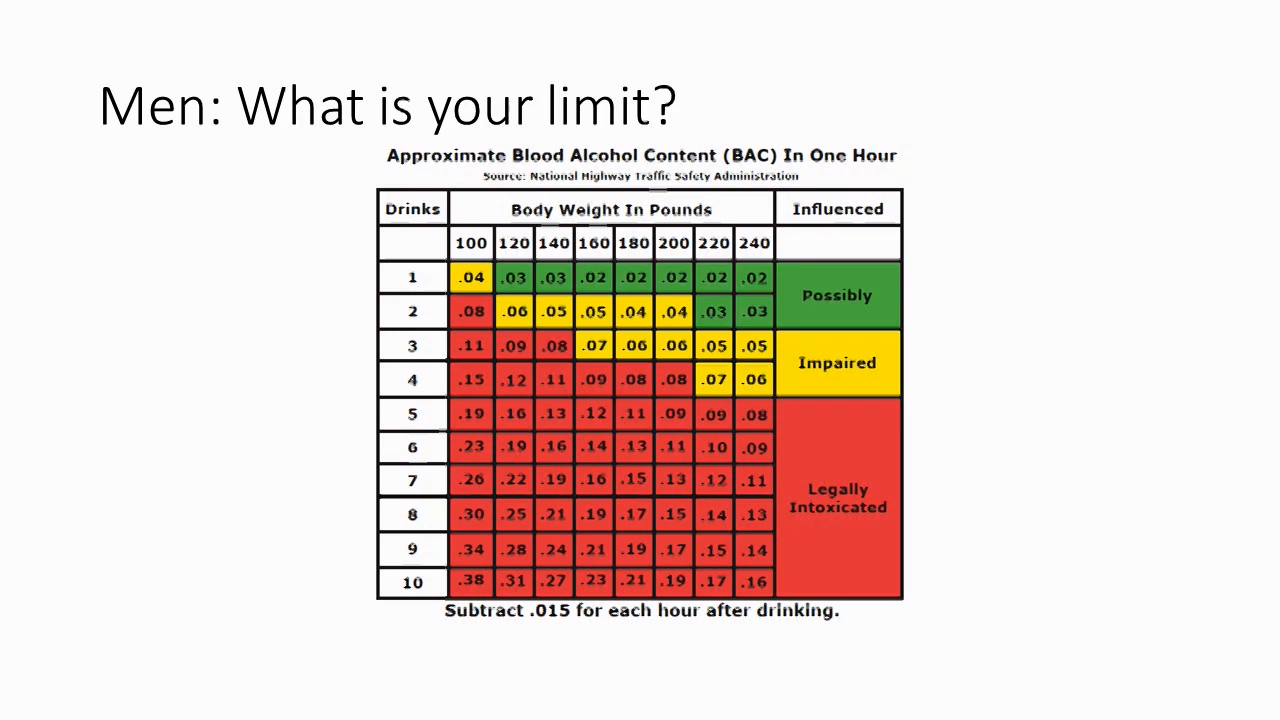 Men: What is your limit?
Approximate Blood Alcohol Content (BAC) In One Hour
Source: National Highway Traffic Safety Administration
Drinks Body Weight In Pounds Influenced
100 120 140 160 180 200 220 240
1 .04 .03 .03 .02 .02 .02 .02 .02
Possibly
2 .08 .06 .05 .05 .04 .04 .03 .03
3 .11 .09 .08 .07 .06 .06 .05 .05
Impaired
4 .15 .12 .11 .09 .08 .08 .07 .06
5 .19 .16 .13 .12 .11 .09 .09 .08
6 .23 .19 .16 .14 .13 .11 .10 .09
7 .26 .22 .19 .16 .15 .13 .12 .11
Legally
Intoxicated
8 .30 .25 .21 .19 .17 .15 .14 .13
9 .34 .28 .24 .21 .19 .17 .15 .14
10 .38 .31 .27 .23 .21 .19 .17 .16
Subtract .015 for each hour after drinking.